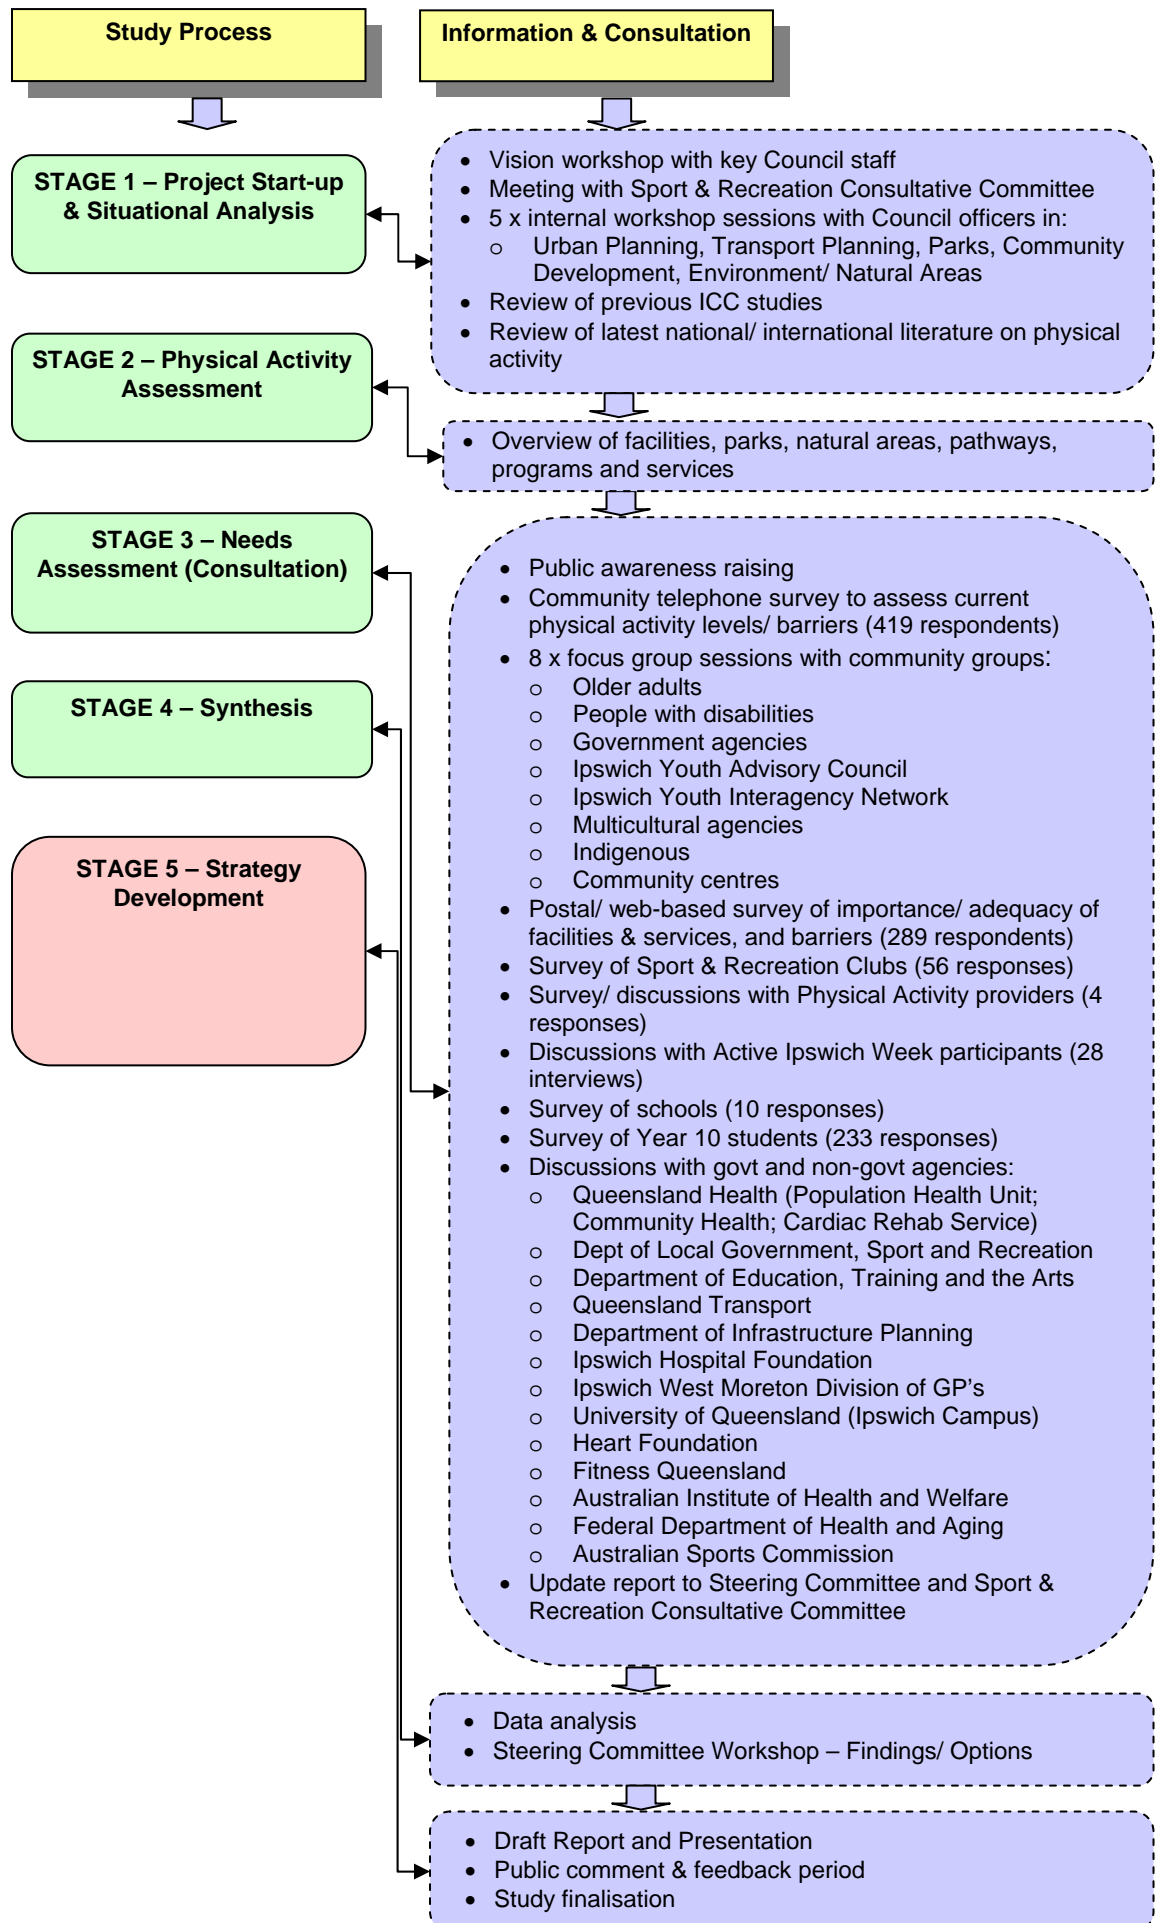 Study Process
Information & Consultation
STAGE 1 – Project Start-up
& Situational Analysis
• Vision workshop with key Council staff
• Meeting with Sport & Recreation Consultative Committee
• 5 x internal workshop sessions with Council officers in:
o Urban Planning, Transport Planning, Parks, Community
Development, Environment/ Natural Areas
• Review of previous ICC studies
• Review of latest national/ international literature on physical
activity
STAGE 2 – Physical Activity
Assessment
• Overview of facilities, parks, natural areas, pathways,
programs and services
STAGE 3 – Needs
Assessment (Consultation)
• Public awareness raising
• Community telephone survey to assess current
physical activity levels/ barriers (419 respondents)
• 8 x focus group sessions with community groups:
o Older adults
o People with disabilities
o Government agencies
o Ipswich Youth Advisory Council
o Ipswich Youth Interagency Network
o Multicultural agencies
o Indigenous
o Community centres
• Postal/ web-based survey of importance/ adequacy of
facilities & services, and barriers (289 respondents)
• Survey of Sport & Recreation Clubs (56 responses)
• Survey/ discussions with Physical Activity providers (4
responses)
• Discussions with Active Ipswich Week participants (28
interviews)
• Survey of schools (10 responses)
• Survey of Year 10 students (233 responses)
• Discussions with govt and non-govt agencies:
o Queensland Health (Population Health Unit;
Community Health; Cardiac Rehab Service)
o Dept of Local Government, Sport and Recreation
o Department of Education, Training and the Arts
o Queensland Transport
o Department of Infrastructure Planning
o Ipswich Hospital Foundation
o Ipswich West Moreton Division of GP's
o University of Queensland (Ipswich Campus)
o Heart Foundation
o Fitness Queensland
o Australian Institute of Health and Welfare
o Federal Department of Health and Aging
o Australian Sports Commission
• Update report to Steering Committee and Sport &
Recreation Consultative Committee
STAGE 4 – Synthesis
• Data analysis
• Steering Committee Workshop – Findings/ Options
STAGE 5 – Strategy
Development
• Draft Report and Presentation
• Public comment & feedback period
• Study finalisation